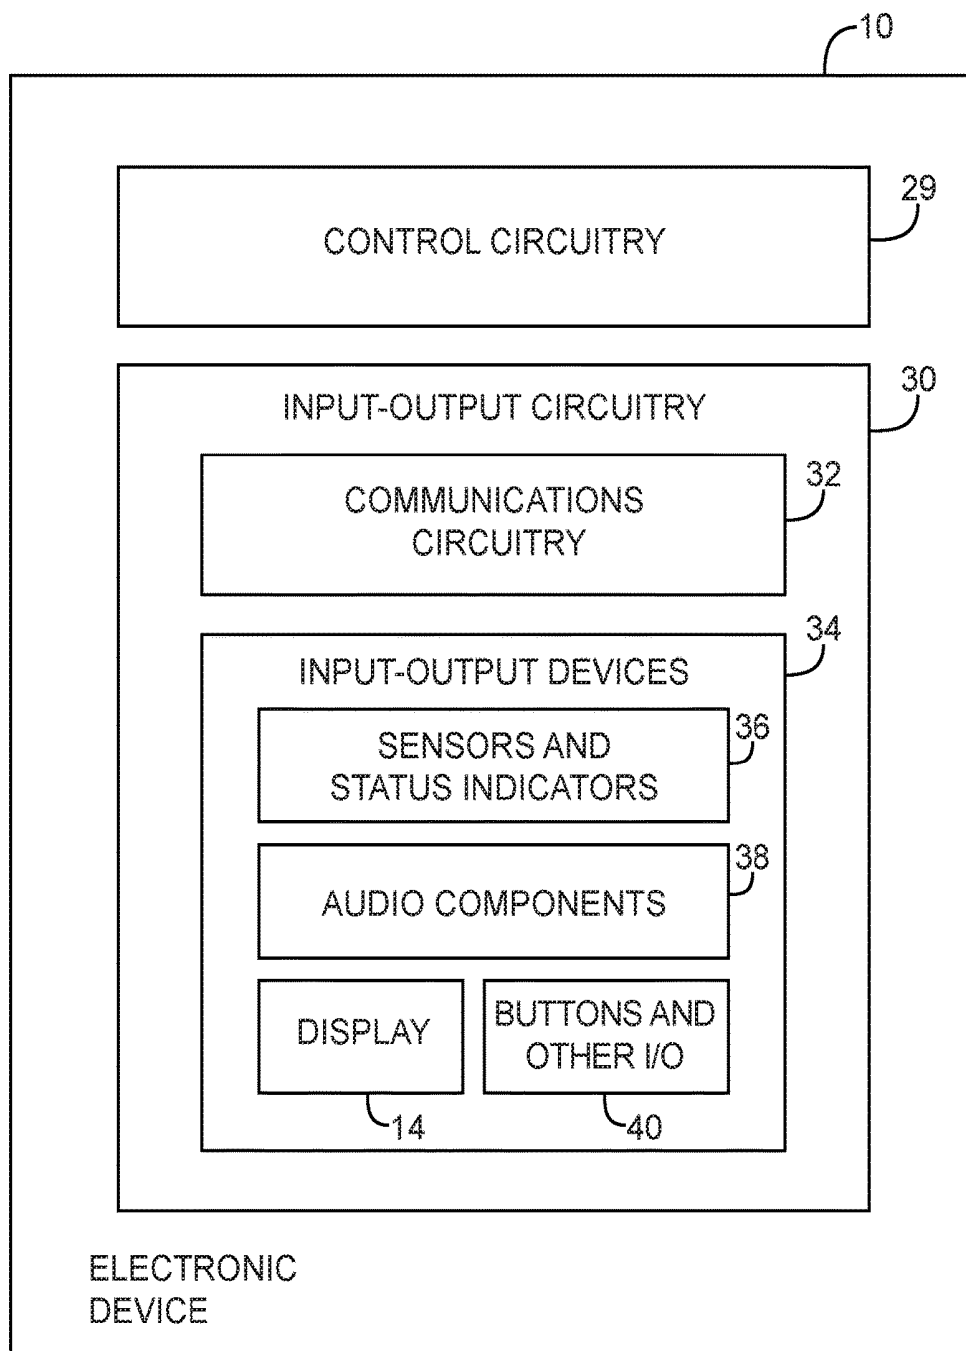 10
29
CONTROL CIRCUITRY
30
INPUT-OUTPUT CIRCUITRY
32
COMMUNICATIONS
CIRCUITRY
34
INPUT-OUTPUT DEVICES
36
SENSORS AND
STATUS INDICATORS
38
AUDIO COMPONENTS
DISPLAY
BUTTONS AND
OTHER I/O
14
40
ELECTRONIC
DEVICE